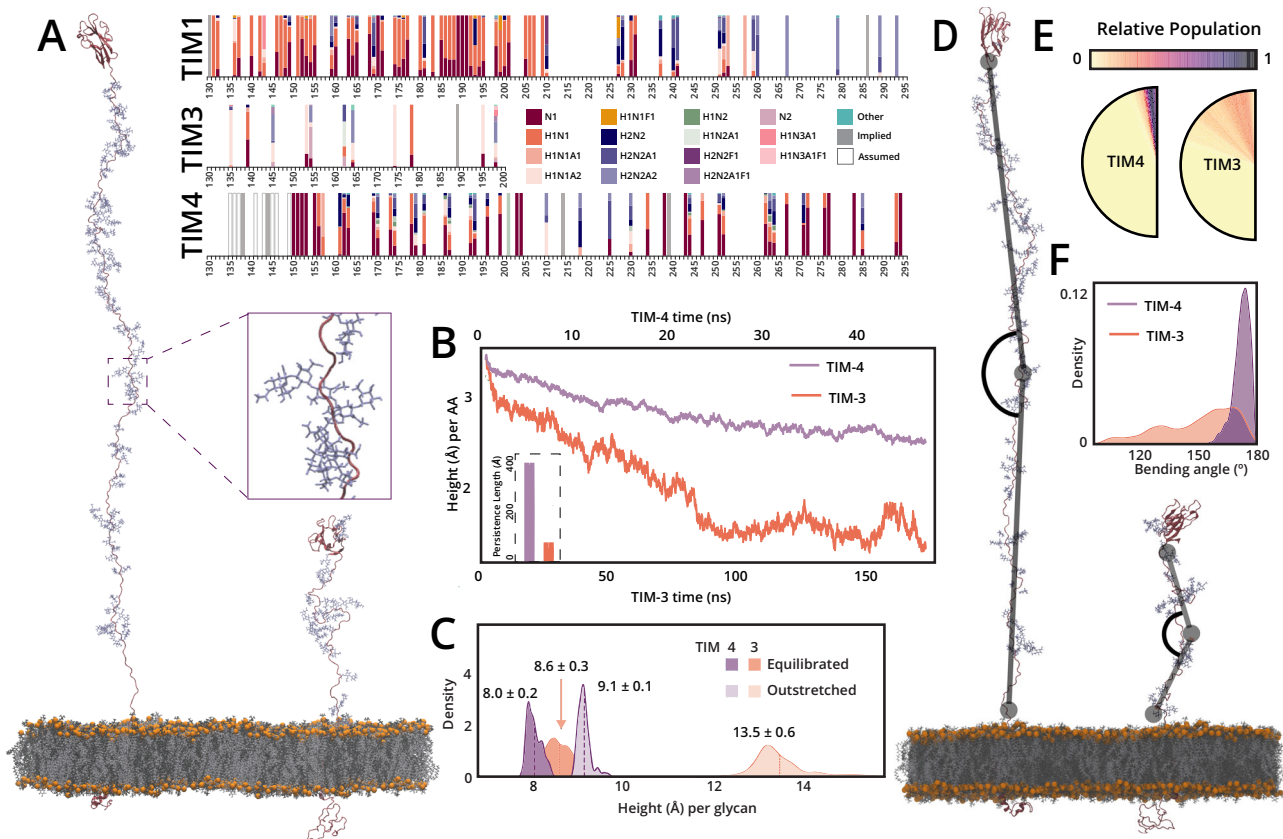 A
TIM1
130 135 140 145 150 155 160 165 170 175 180 185 190 195 200 205 210 215 220 225 230 235 240 245 250 255 260 265 270 275 280 285 290 295
TIM3
130 135 140 145 150 155 160 165 170 175 180 185 190 195 200
N1 H1N1F1 H1N2 N2 Other
H1N1 H2N2 H1N2A1 H1N3A1 Implied
H1N1A1 H2N2A1 H2N2F1 H1N3A1F1 Assumed
H1N1A2 H2N2A2 H2N2A1F1
TIM4
130 135 140 145 150 155 160 165 170 175 180 185 190 195 200 205 210 215 220 225 230 235 240 245 250 255 260 265 270 275 280 285 290 295
B
TIM-4 time (ns)
0 10 20 30 40
TIM-4
TIM-3
Height (Å) per AA
3
2
Persistence Length (Å)
0 200 400
0 50 100 150
TIM-3 time (ns)
C
TIM 4 3
Equilibrated
Outstretched
8.0 ± 0.2
8.6 ± 0.3
9.1 ± 0.1
13.5 ± 0.6
Density
4
2
0
8 10 12 14
Height (Å) per glycan
D
E
Relative Population
0 1
TIM4
TIM3
F
0.12
TIM-4
TIM-3
Density
0
120 150 180
Bending angle (º)